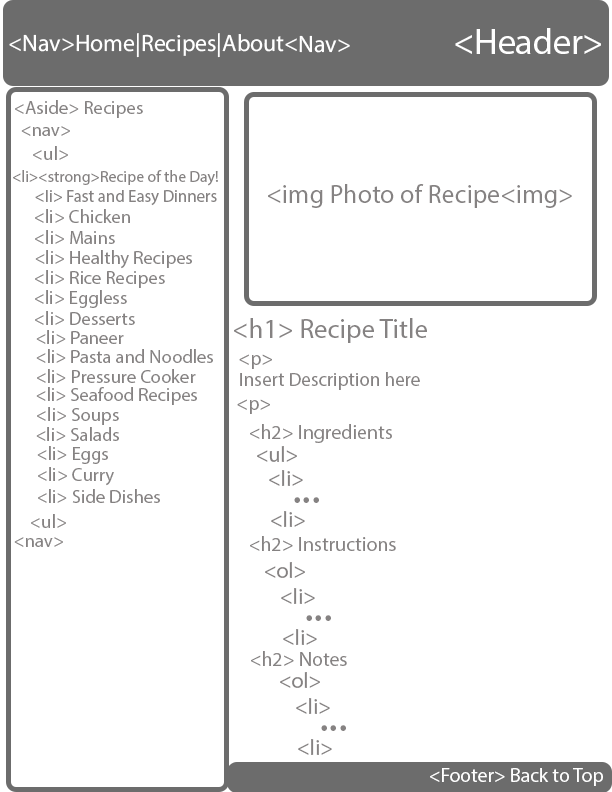 <Nav>Home|Recipes|About<Nav>
<Header>
<Aside> Recipes
<nav>
<ul>
<li><strong>Recipe of the Day!
<li> Fast and Easy Dinners
<li> Chicken
<li> Mains
<li> Healthy Recipes
<li> Rice Recipes
<li> Eggless
<li> Desserts
<li> Paneer
<li> Pasta and Noodles
<li> Pressure Cooker
<li> Seafood Recipes
<li> Soups
<li> Salads
<li> Eggs
<li> Curry
<li> Side Dishes
<ul>
<nav>
<img Photo of Recipe<img>
<h1> Recipe Title
<p>
Insert Description here
<p>
<h2> Ingredients
<ul>
<li>
•••
<li>
<h2> Instructions
<ol>
<li>
•••
<li>
<h2> Notes
<ol>
<li>
•••
<li>
<Footer> Back to Top